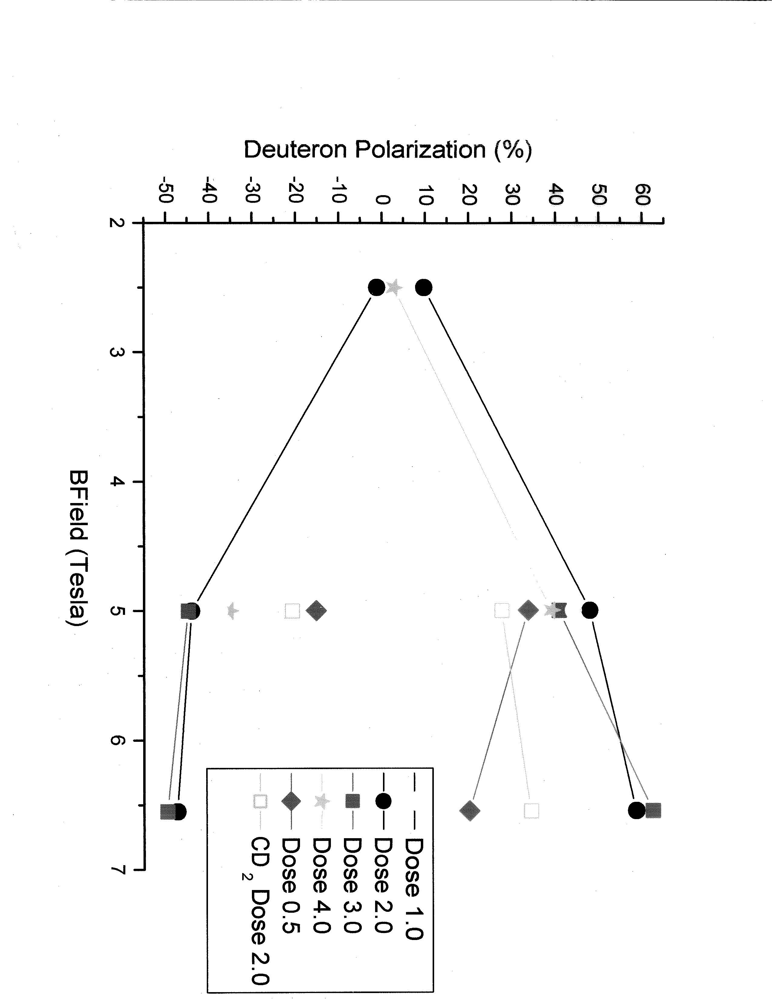 Deuteron Polarization (%)
60
50
40
30
20
10
0
-10
-20
-30
-40
-50
2
3
4
5
6
7
BField (Tesla)
Dose 1.0
Dose 2.0
Dose 3.0
Dose 4.0
Dose 0.5
CD2 Dose 2.0